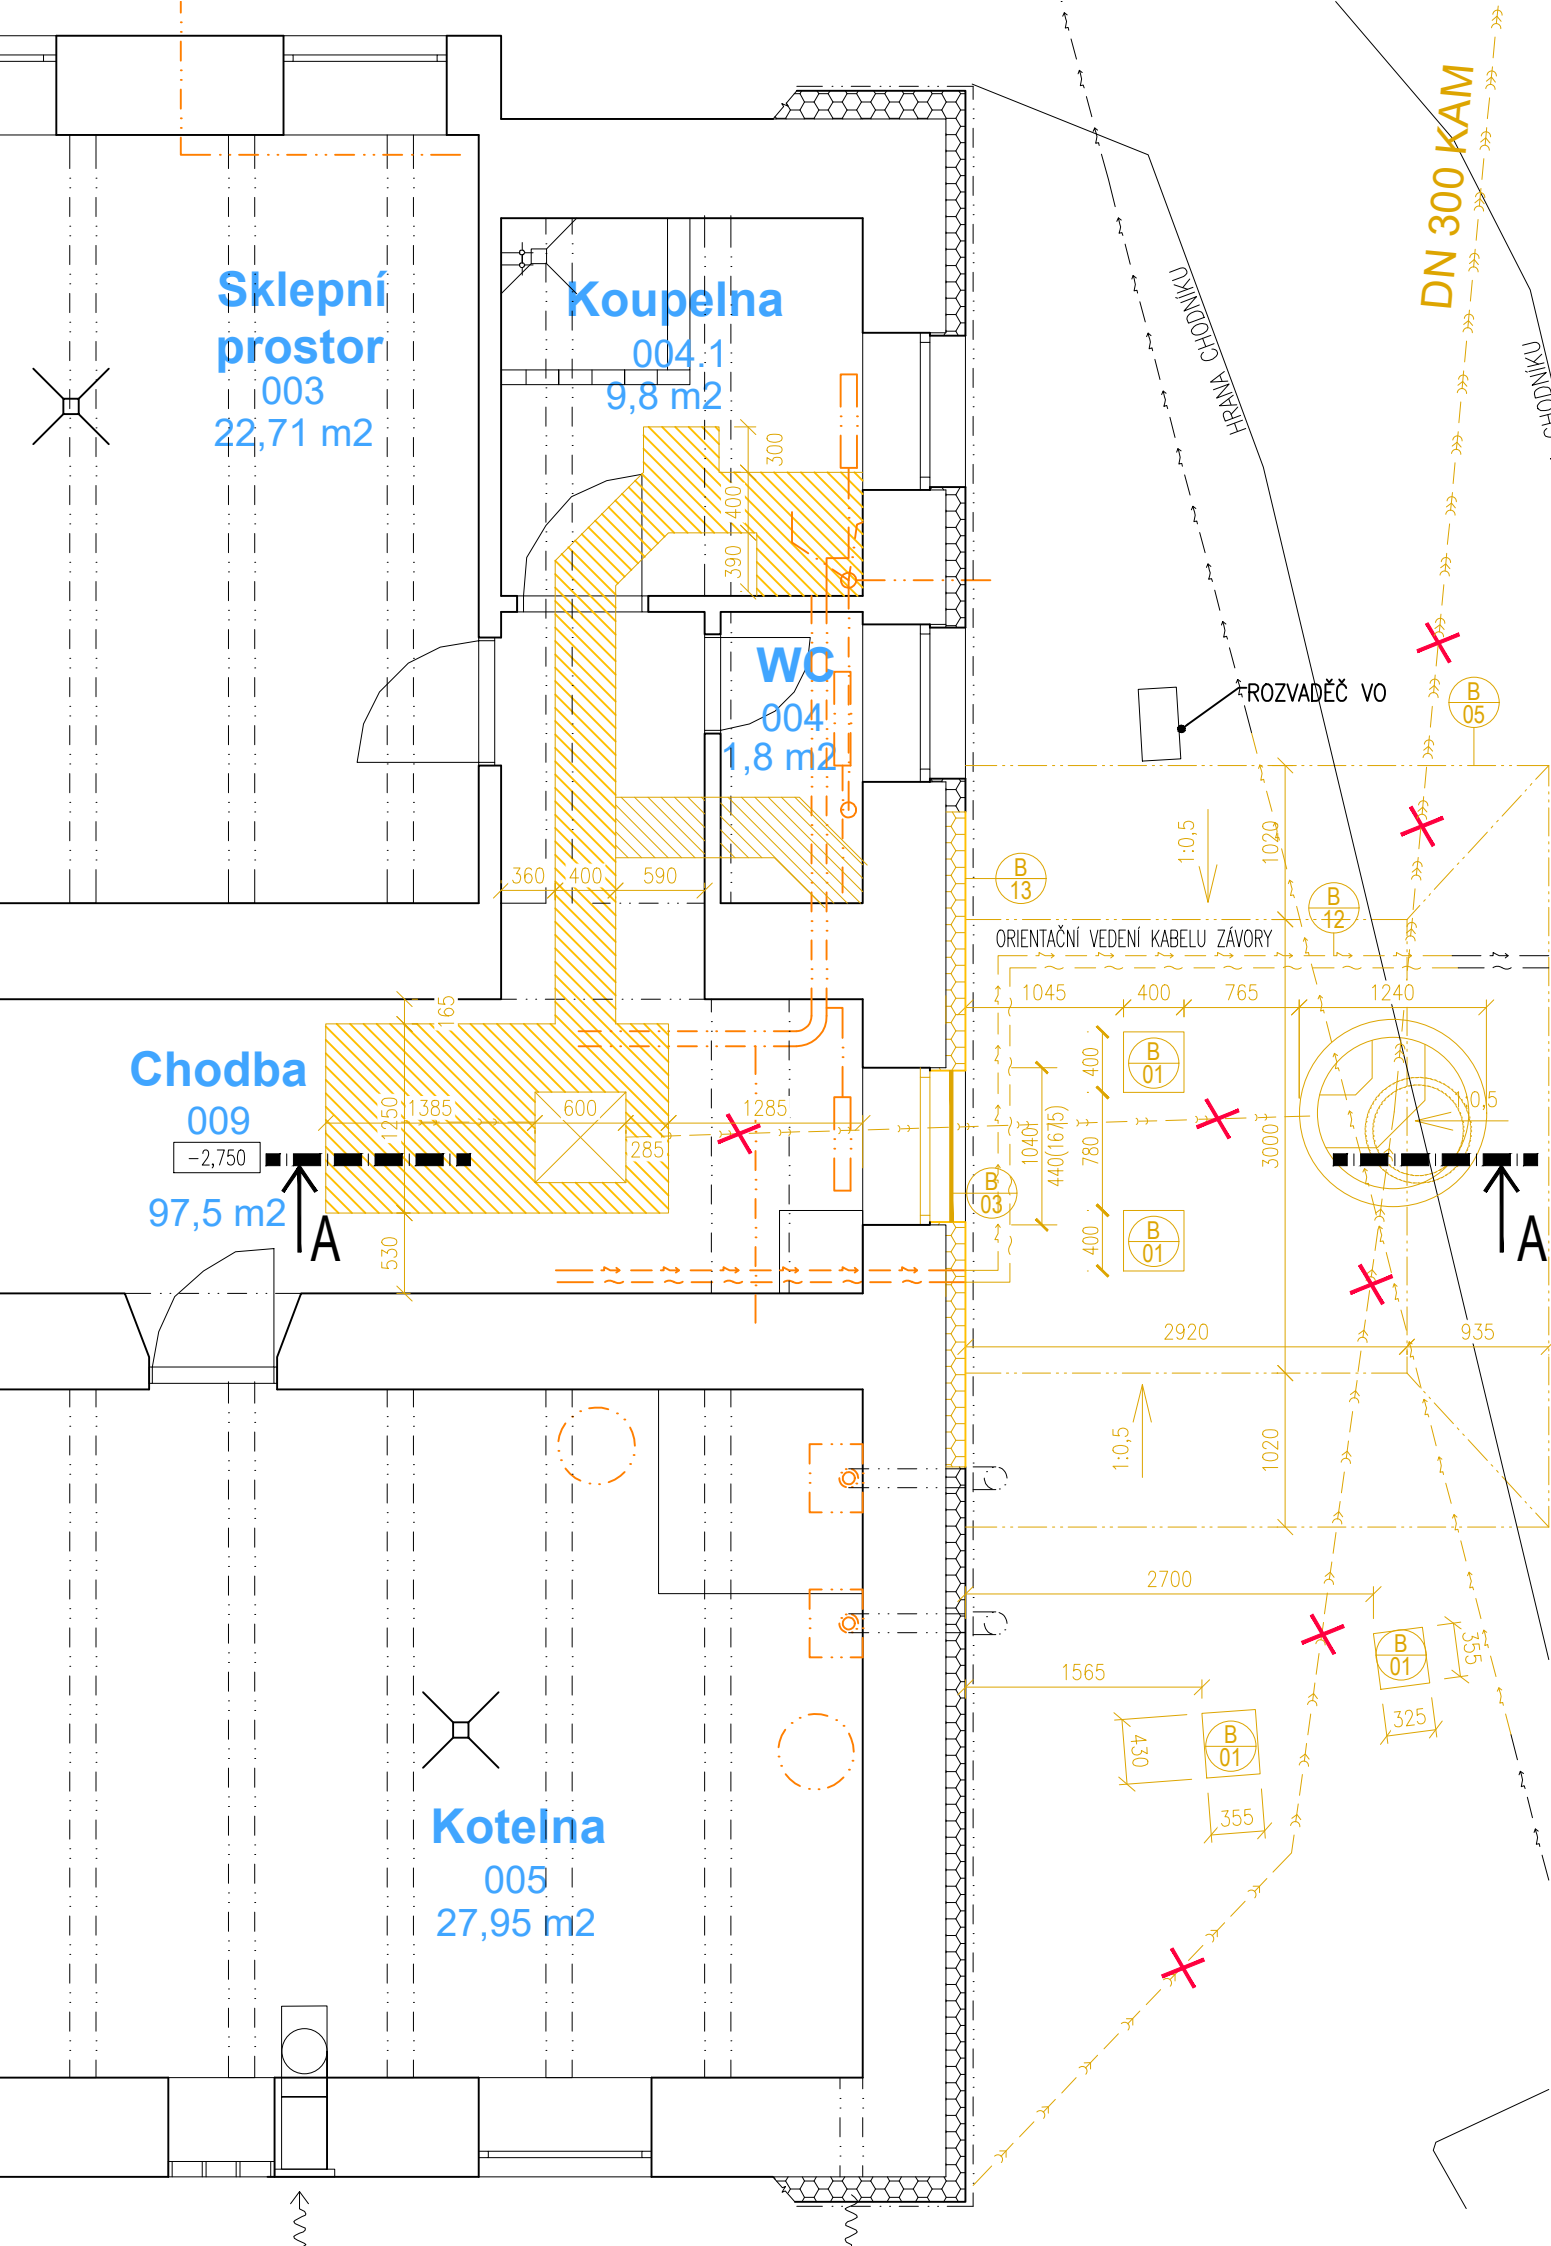 DN 300 KAM
HRANA CHODNÍKU
CHODNÍKU
Sklepní
prostor
003
22,71 m2
Koupelna
004.1
9,8 m2
300
400
390
WC
004
1,8 m2
ROZVADĚČ VO
B
05
1:0,5
1020
B
13
B
12
360
400
590
ORIENTAČNÍ VEDENÍ KABELU ZÁVORY
165
1045
400
765
1240
Chodba
009
-2,750
97,5 m2
A
1250
1385
600
1285
285
530
400
B
01
1040
440(1675)
780
3000
1:0,5
B
03
400
B
01
A
2920
935
1:0,5
1020
2700
B
01
355
325
1565
B
01
430
355
Kotelna
005
27,95 m2